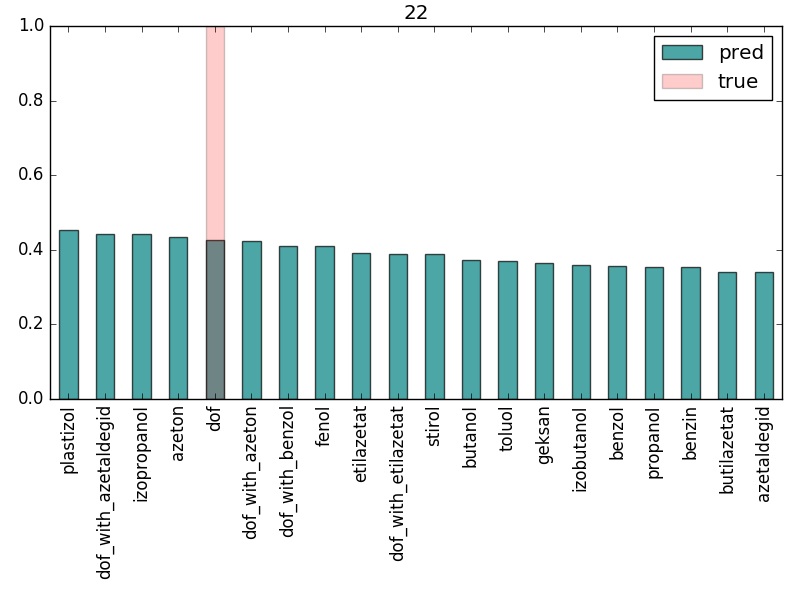 22
1.0
0.8
0.6
0.4
0.2
0.0
pred
true
plastizol
dof_with_azetaldegid
izopropanol
azeton
dof
dof_with_azeton
dof_with_benzol
fenol
etilazetat
dof_with_etilazetat
stirol
butanol
toluol
geksan
izobutanol
benzol
propanol
benzin
butilazetat
azetaldegid